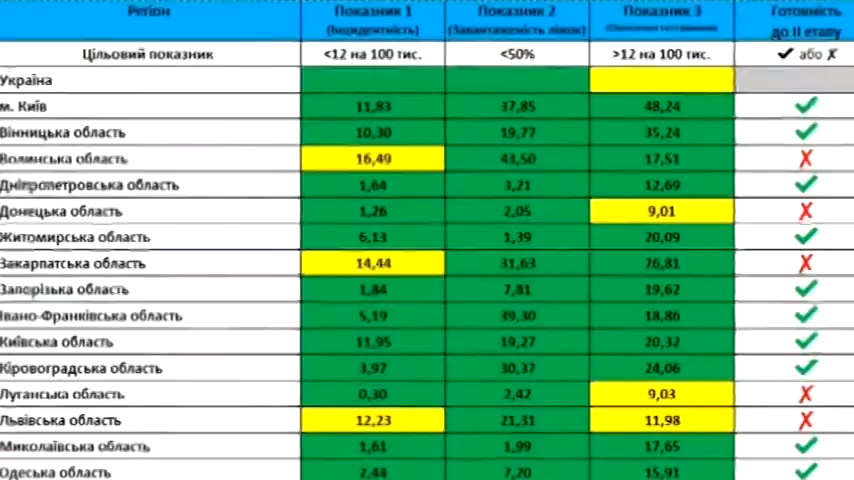 Регіон Показник 1 Показник 2 Показник 3 Готовність
(Інцидентність) (Завантаженість ліжок) до ІІ етапу
Цільовий показник <12 на 100 тис. <50% >12 на 100 тис. ✔ або ✗
Україна
м. Київ 11,83 37,85 48,24 ✔
Вінницька область 10,30 19,77 35,24 ✔
Волинська область 16,49 43,50 17,51 ✗
Дніпропетровська область 1,64 3,21 12,69 ✔
Донецька область 1,26 2,05 9,01 ✗
Житомирська область 6,13 1,39 20,09 ✔
Закарпатська область 14,44 31,63 26,81 ✗
Запорізька область 1,84 7,81 19,62 ✔
Івано-Франківська область 5,19 39,30 18,86 ✔
Київська область 11,95 19,27 20,32 ✔
Кіровоградська область 3,97 30,37 24,06 ✔
Луганська область 0,30 2,42 9,03 ✗
Львівська область 12,23 21,31 11,98 ✗
Миколаївська область 1,61 1,99 17,65 ✔
Одеська область 2,44 7,20 15,91 ✔